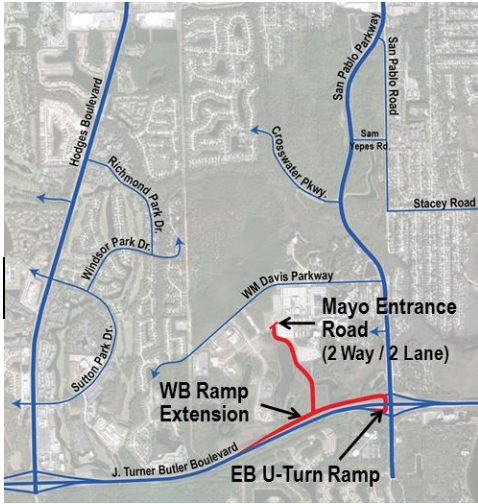 San Pablo Parkway
San Pablo Road
Hodges Boulevard
Sam
Yepes Rd.
Crosswater Pkwy.
Richmond Park Dr.
Stacey Road
Windsor Park Dr.
WM Davis Parkway
Mayo Entrance
Road
(2 Way / 2 Lane)
Sutton Park Dr.
WB Ramp
Extension
J. Turner Butler Boulevard
EB U-Turn Ramp